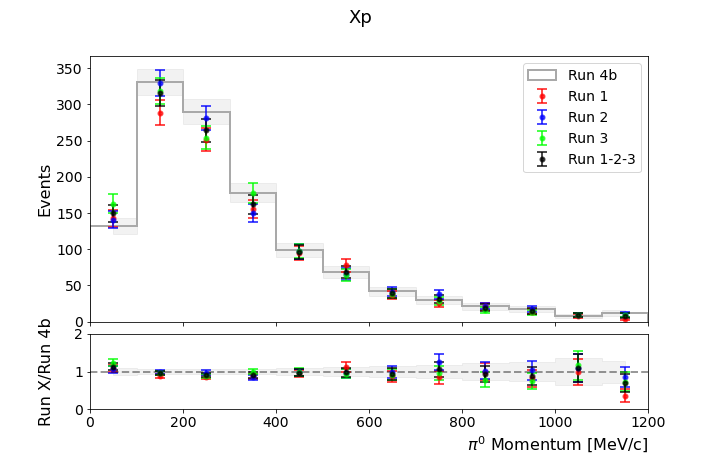 Xp
Events
350
300
250
200
150
100
50
0
Run 4b
Run 1
Run 2
Run 3
Run 1-2-3
Run X/Run 4b
2
1
0
0 200 400 600 800 1000 1200
π⁰ Momentum [MeV/c]